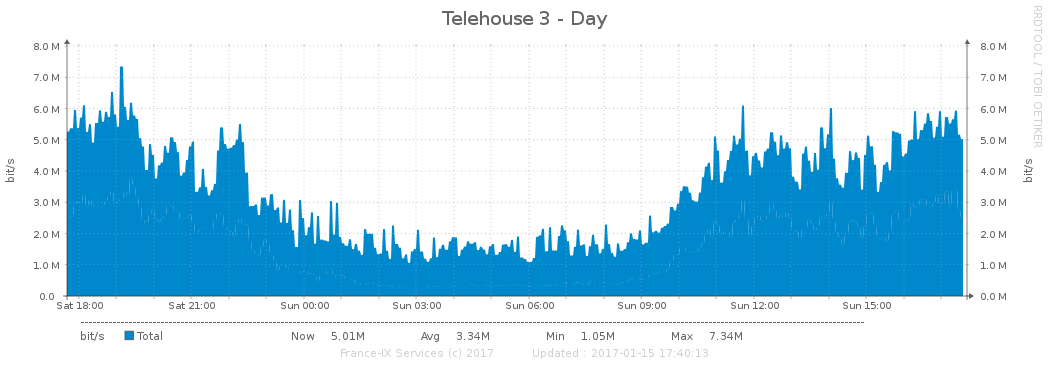 Telehouse 3 - Day
RRDTOOL / TOBI OETIKER
bit/s
8.0 M 8.0 M
7.0 M 7.0 M
6.0 M 6.0 M
5.0 M 5.0 M
4.0 M 4.0 M
3.0 M 3.0 M
2.0 M 2.0 M
1.0 M 1.0 M
0.0 0.0 M
bit/s
Sat 18:00 Sat 21:00 Sun 00:00 Sun 03:00 Sun 06:00 Sun 09:00 Sun 12:00 Sun 15:00
bit/s Total Now 5.01M Avg 3.34M Min 1.05M Max 7.34M
France-IX Services (c) 2017 Updated : 2017-01-15 17:40:13